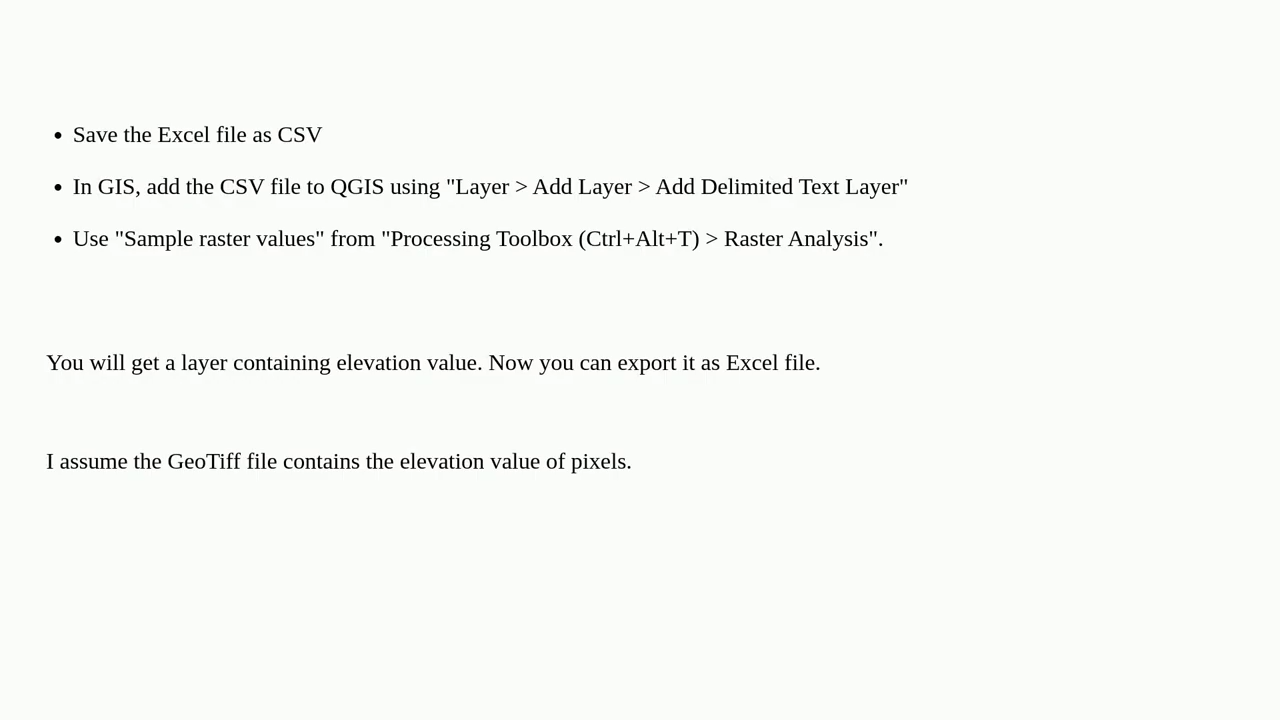 • Save the Excel file as CSV
• In GIS, add the CSV file to QGIS using "Layer > Add Layer > Add Delimited Text Layer"
• Use "Sample raster values" from "Processing Toolbox (Ctrl+Alt+T) > Raster Analysis".
You will get a layer containing elevation value. Now you can export it as Excel file.
I assume the GeoTiff file contains the elevation value of pixels.